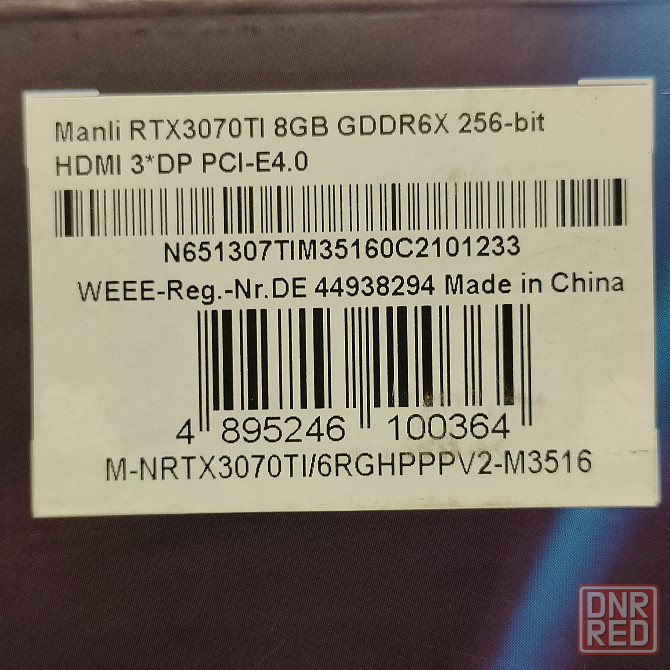 Manli RTX3070TI 8GB GDDR6X 256-bit
HDMI 3*DP PCI-E4.0
N651307TIM35160C2101233
WEEE-Reg.-Nr.DE 44938294 Made in China
4 895246 100364
M-NRTX3070TI/6RGHPPPV2-M3516
DNR
RED